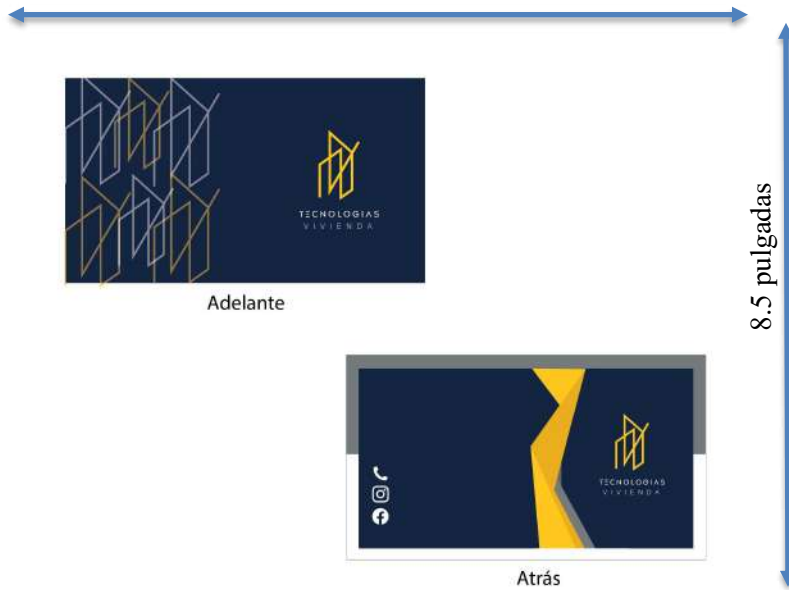 TECNOLOGIAS
VIVIENDA
Adelante
8.5 pulgadas
TECNOLOGIAS
VIVIENDA
Atrás